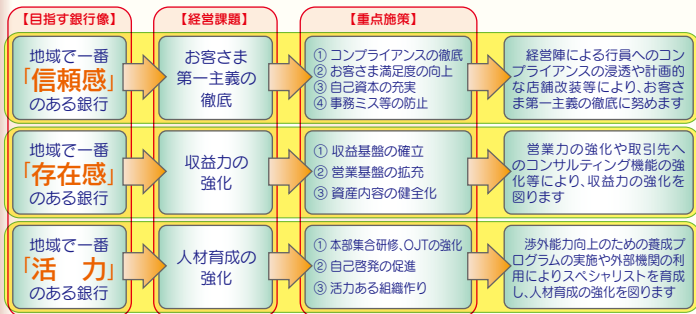 【目指す銀行像】
【経営課題】
【重点施策】
地域で一番
「信頼感」
のある銀行
お客さま
第一主義の
徹底
① コンプライアンスの徹底
② お客さま満足度の向上
③ 自己資本の充実
④ 事務ミス等の防止
経営陣による行員へのコン
プライアンスの浸透や計画的
な店舗改装等により、お客さ
ま第一主義の徹底に努めます
地域で一番
「存在感」
のある銀行
収益力の
強化
① 収益基盤の確立
② 営業基盤の拡充
③ 資産内容の健全化
営業力の強化や取引先へ
のコンサルティング機能の強
化等により、収益力の強化を
図ります
地域で一番
「活　力」
のある銀行
人材育成の
強化
① 本部集合研修、OJTの強化
② 自己啓発の促進
③ 活力ある組織作り
渉外能力向上のための養成プ
ログラムの実施や外部機関の利
用によりスペシャリストを育成
し、人材育成の強化を図ります